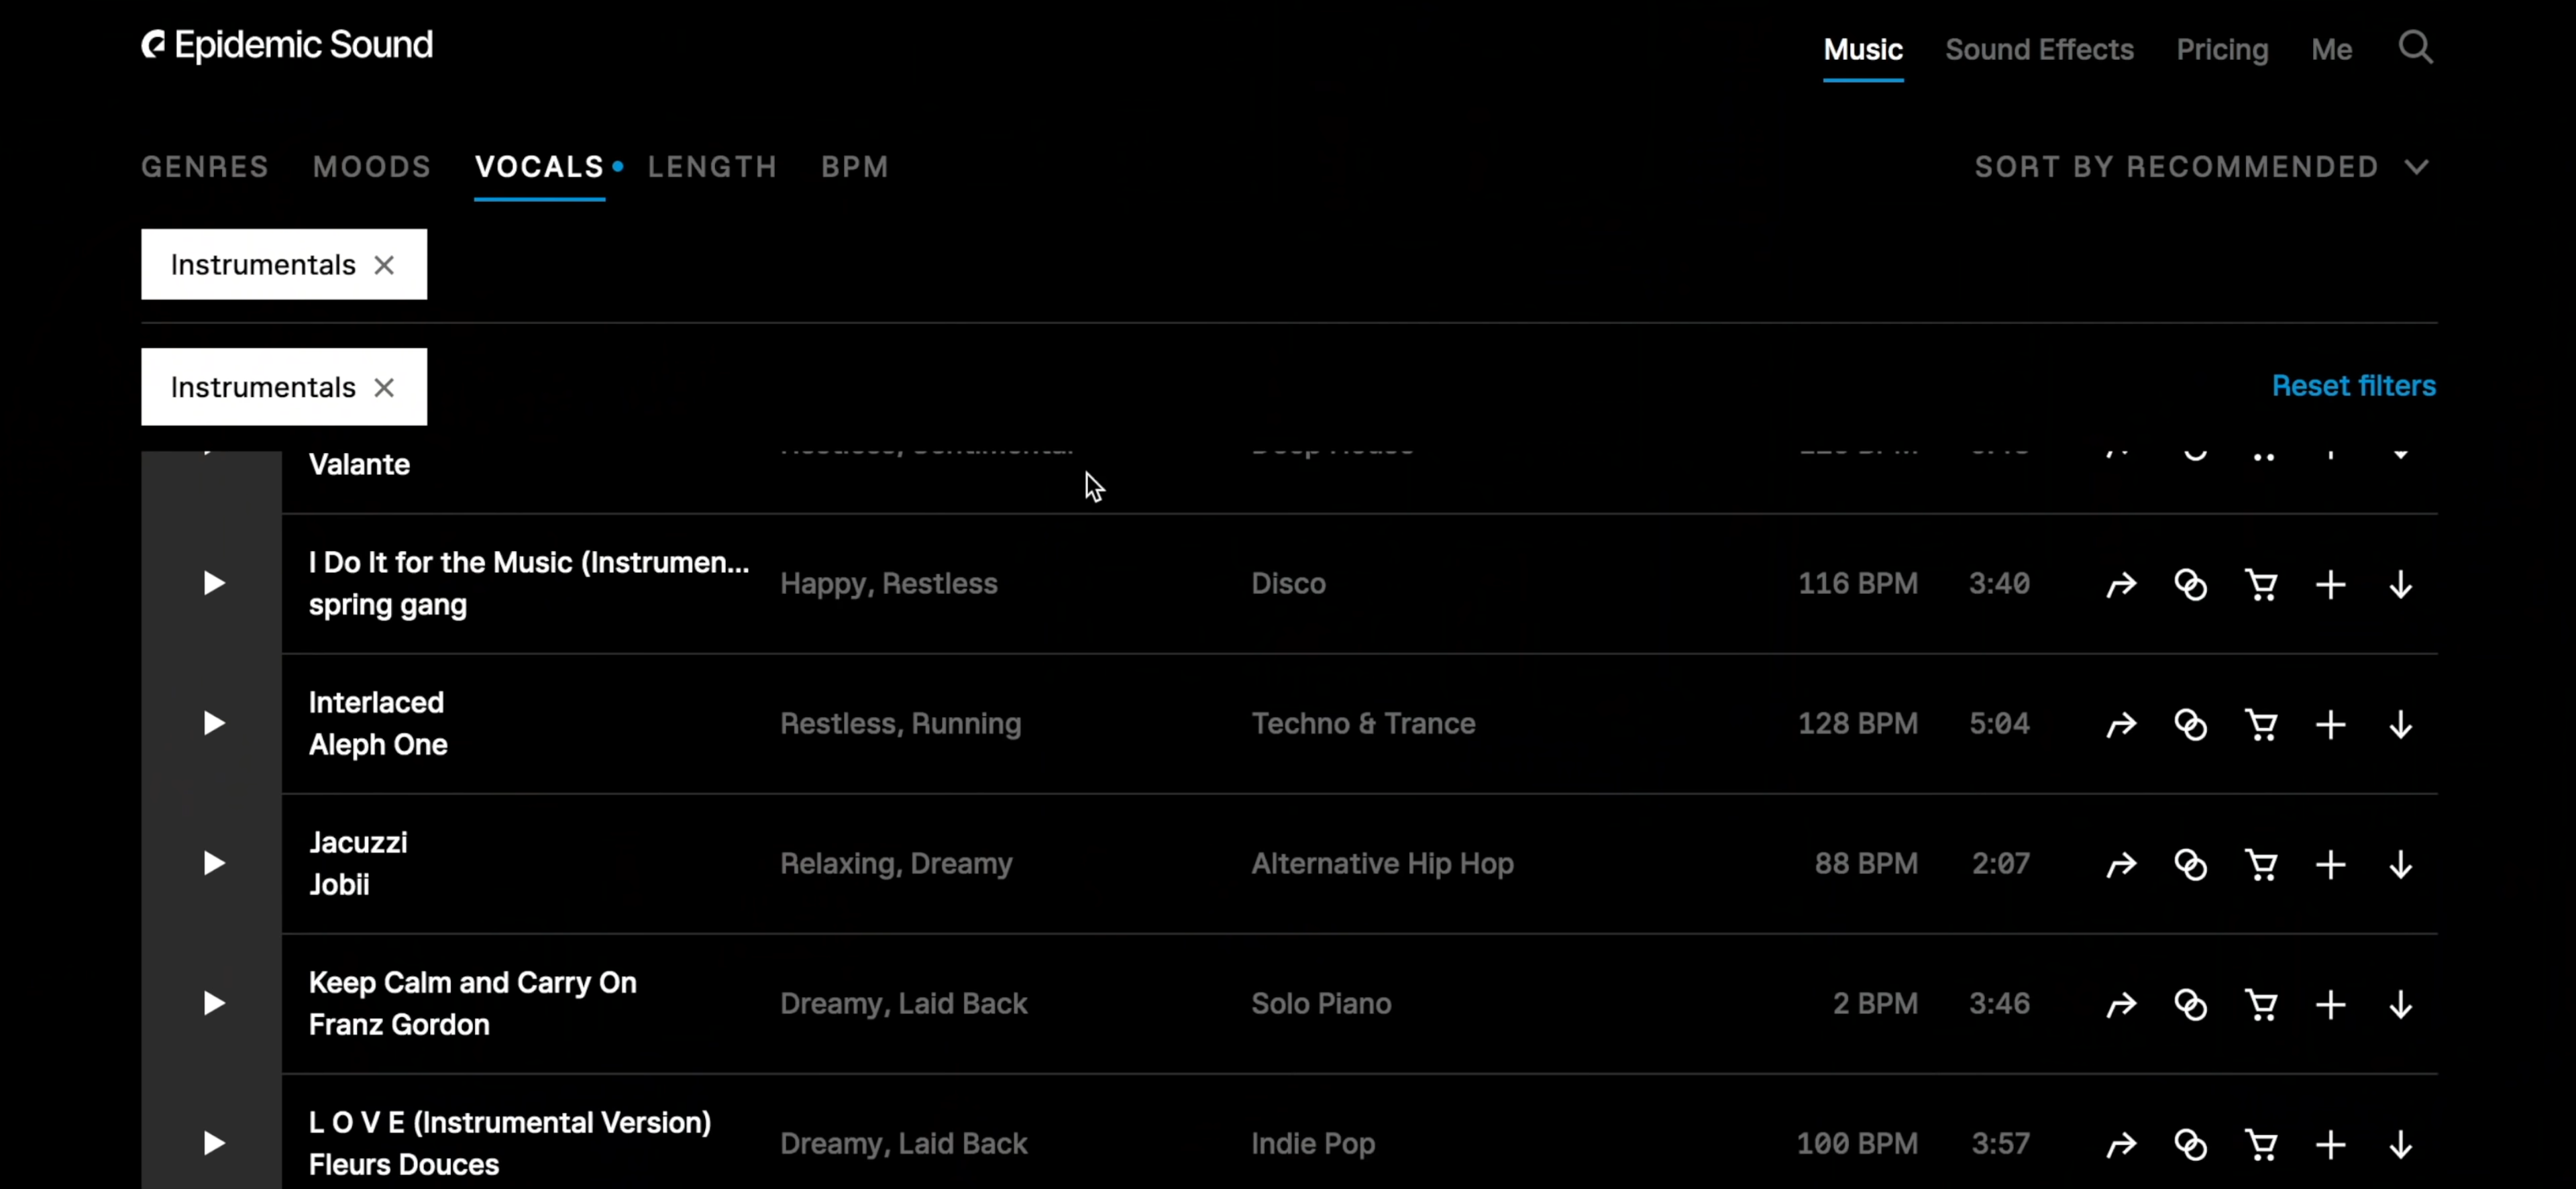 Epidemic Sound
Music Sound Effects Pricing Me
GENRES MOODS VOCALS LENGTH BPM SORT BY RECOMMENDED
Instrumentals
Instrumentals Reset filters
Valante
I Do It for the Music (Instrumen...
spring gang
Happy, Restless Disco 116 BPM 3:40
Interlaced
Aleph One
Restless, Running Techno & Trance 128 BPM 5:04
Jacuzzi
Jobii
Relaxing, Dreamy Alternative Hip Hop 88 BPM 2:07
Keep Calm and Carry On
Franz Gordon
Dreamy, Laid Back Solo Piano 2 BPM 3:46
L O V E (Instrumental Version)
Fleurs Douces
Dreamy, Laid Back Indie Pop 100 BPM 3:57